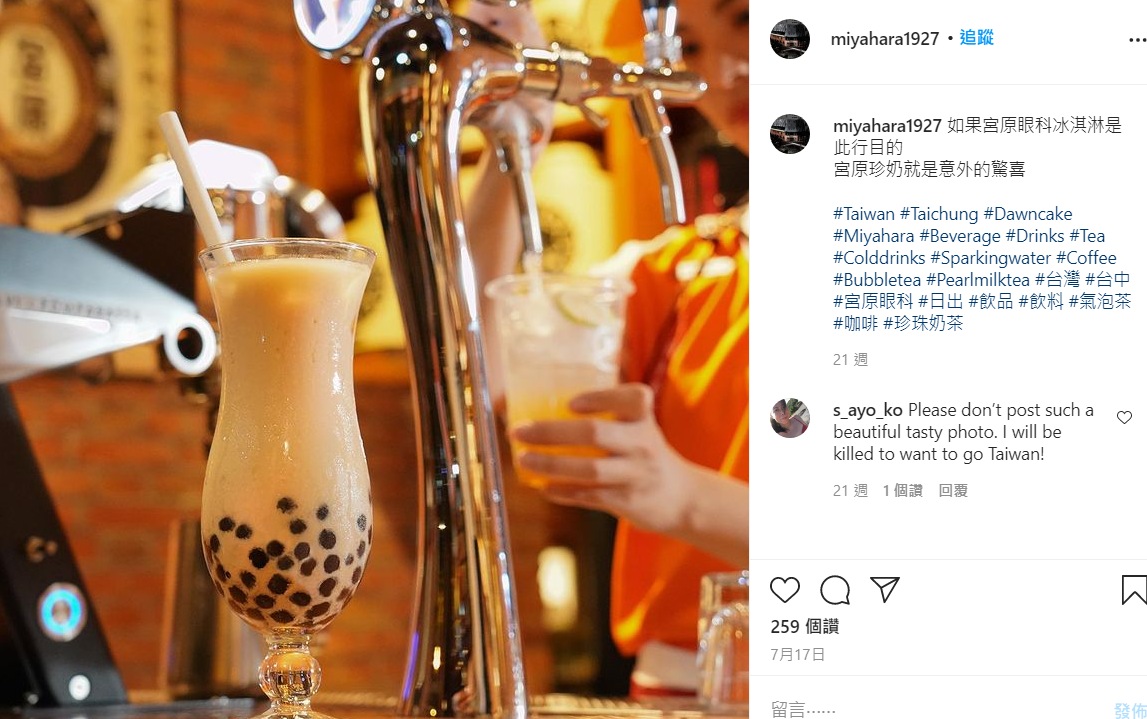 miyahara1927 • 追蹤
miyahara1927 如果宮原眼科冰淇淋是
此行目的
宮原珍奶就是意外的驚喜
#Taiwan #Taichung #Dawncake
#Miyahara #Beverage #Drinks #Tea
#Colddrinks #Sparkingwater #Coffee
#Bubbletea #Pearlmilktea #台灣 #台中
#宮原眼科 #日出 #飲品 #飲料 #氣泡茶
#咖啡 #珍珠奶茶
21 週
s_ayo_ko Please don’t post such a
beautiful tasty photo. I will be
killed to want to go Taiwan!
21 週 1 個讚 回覆
259 個讚
7月17日
留言⋯⋯ 發佈